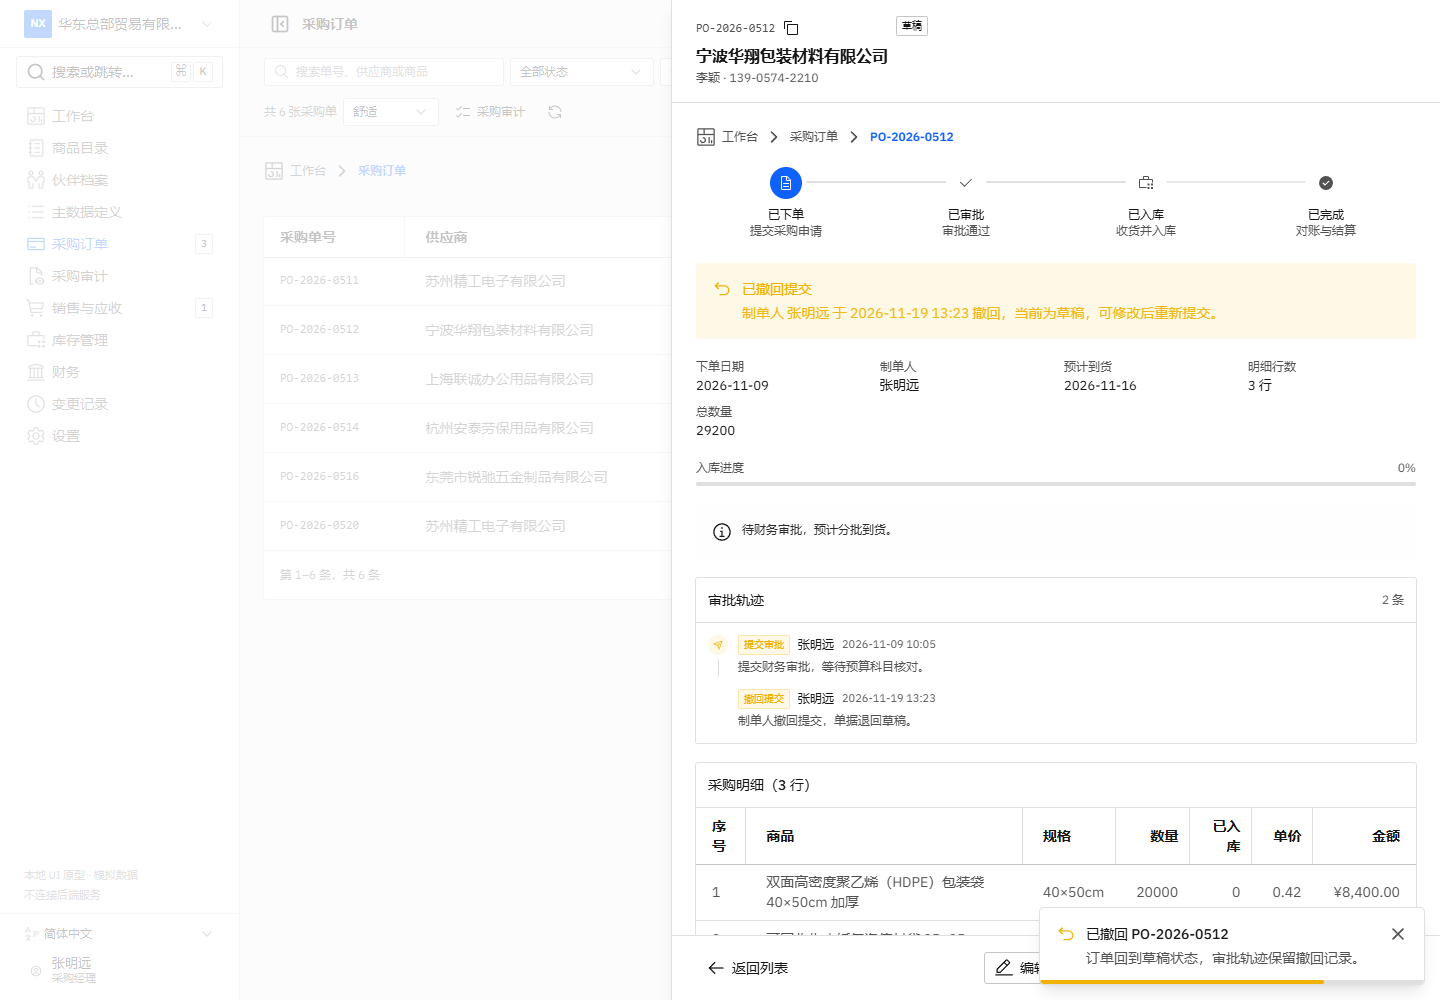 NX 华东总部贸易有限...
搜索或跳转... ⌘ K
工作台
商品目录
伙伴档案
主数据定义
采购订单 3
采购审计
销售与应收 1
库存管理
财务
变更记录
设置
本地 UI 原型 · 模拟数据
不连接后端服务
简体中文
张明远
采购经理
采购订单
搜索单号、供应商或商品
全部状态
共 6 张采购单
舒适
采购审计
工作台 > 采购订单
采购单号 供应商
PO-2026-0511 苏州精工电子有限公司
PO-2026-0512 宁波华翔包装材料有限公司
PO-2026-0513 上海联诚办公用品有限公司
PO-2026-0514 杭州安泰劳保用品有限公司
PO-2026-0516 东莞市锐驰五金制品有限公司
PO-2026-0520 苏州精工电子有限公司
第 1–6 条，共 6 条
PO-2026-0512 草稿
宁波华翔包装材料有限公司
李颖 · 139-0574-2210
工作台 > 采购订单 > PO-2026-0512
已下单 已审批 已入库 已完成
提交采购申请 审批通过 收货并入库 对账与结算
已撤回提交
制单人 张明远 于 2026-11-19 13:23 撤回，当前为草稿，可修改后重新提交。
下单日期 制单人 预计到货 明细行数
2026-11-09 张明远 2026-11-16 3 行
总数量
29200
入库进度 0%
待财务审批，预计分批到货。
审批轨迹 2 条
提交审批 张明远 2026-11-09 10:05
提交财务审批，等待预算科目核对。
撤回提交 张明远 2026-11-19 13:23
制单人撤回提交，单据退回草稿。
采购明细（3 行）
序号 商品 规格 数量 已入库 单价 金额
1 双面高密度聚乙烯（HDPE）包装袋 40×50cm 加厚 40×50cm 20000 0 0.42 ¥8,400.00
返回列表
编辑
已撤回 PO-2026-0512
订单回到草稿状态，审批轨迹保留撤回记录。